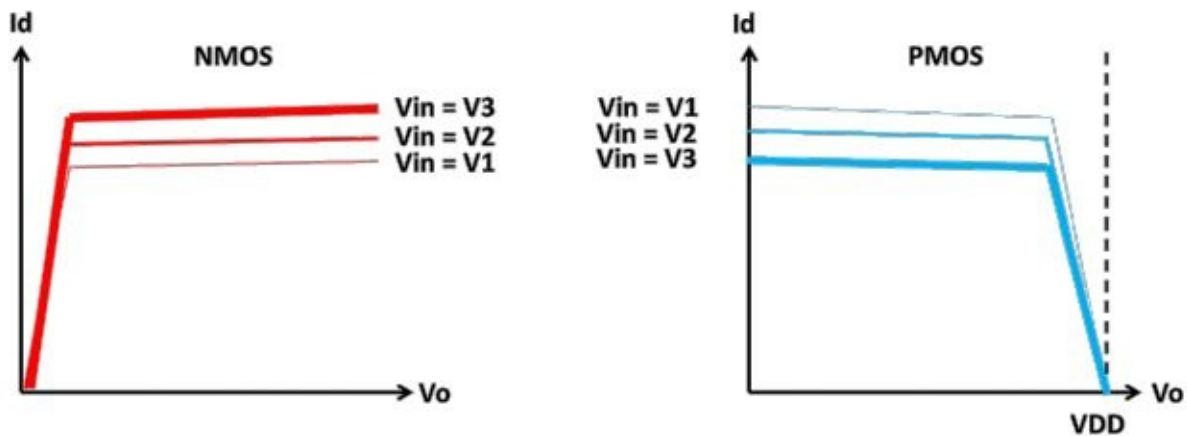 Id
NMOS
Vin = V3
Vin = V2
Vin = V1
Vo
Id
PMOS
Vin = V1
Vin = V2
Vin = V3
Vo
VDD